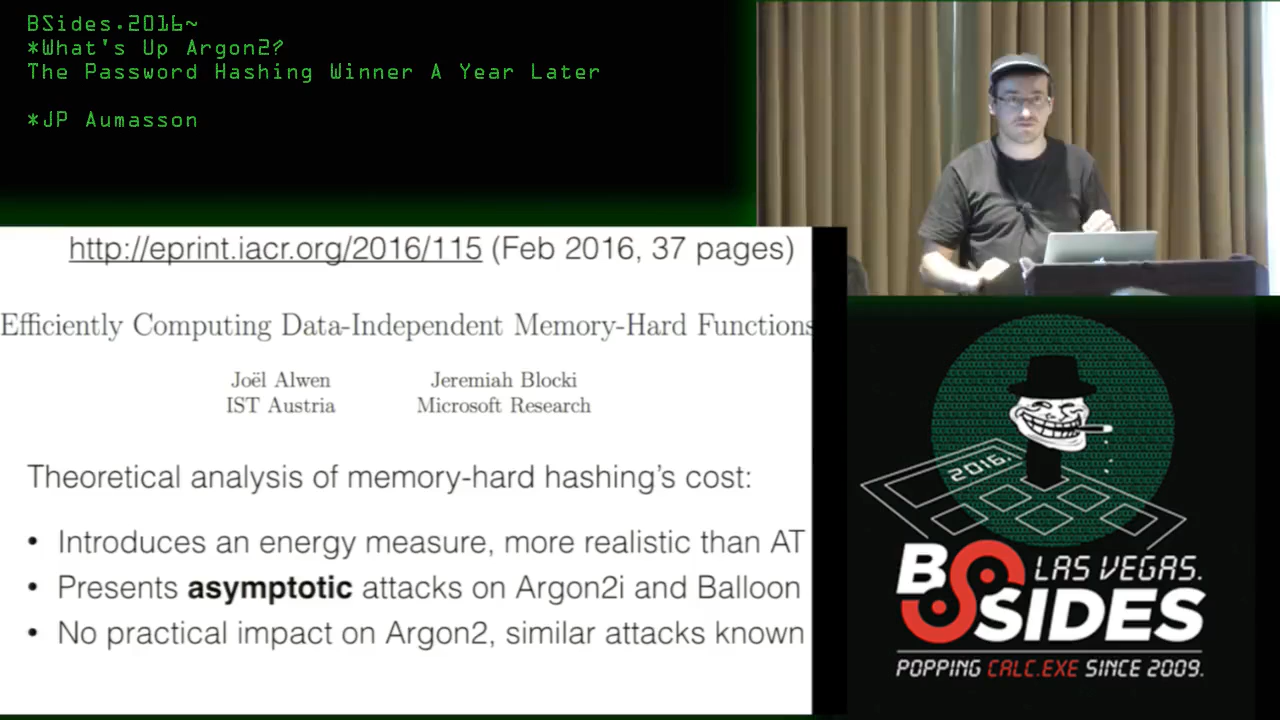 BSides.2016~
*What's Up Argon2?
The Password Hashing Winner A Year Later
*JP Aumasson
http://eprint.iacr.org/2016/115 (Feb 2016, 37 pages)
Efficiently Computing Data-Independent Memory-Hard Functions
Joël Alwen
IST Austria
Jeremiah Blocki
Microsoft Research
Theoretical analysis of memory-hard hashing's cost:
• Introduces an energy measure, more realistic than AT
• Presents asymptotic attacks on Argon2i and Balloon
• No practical impact on Argon2, similar attacks known
2016.
BSIDES
LAS VEGAS.
POPPING CALC.EXE SINCE 2009.